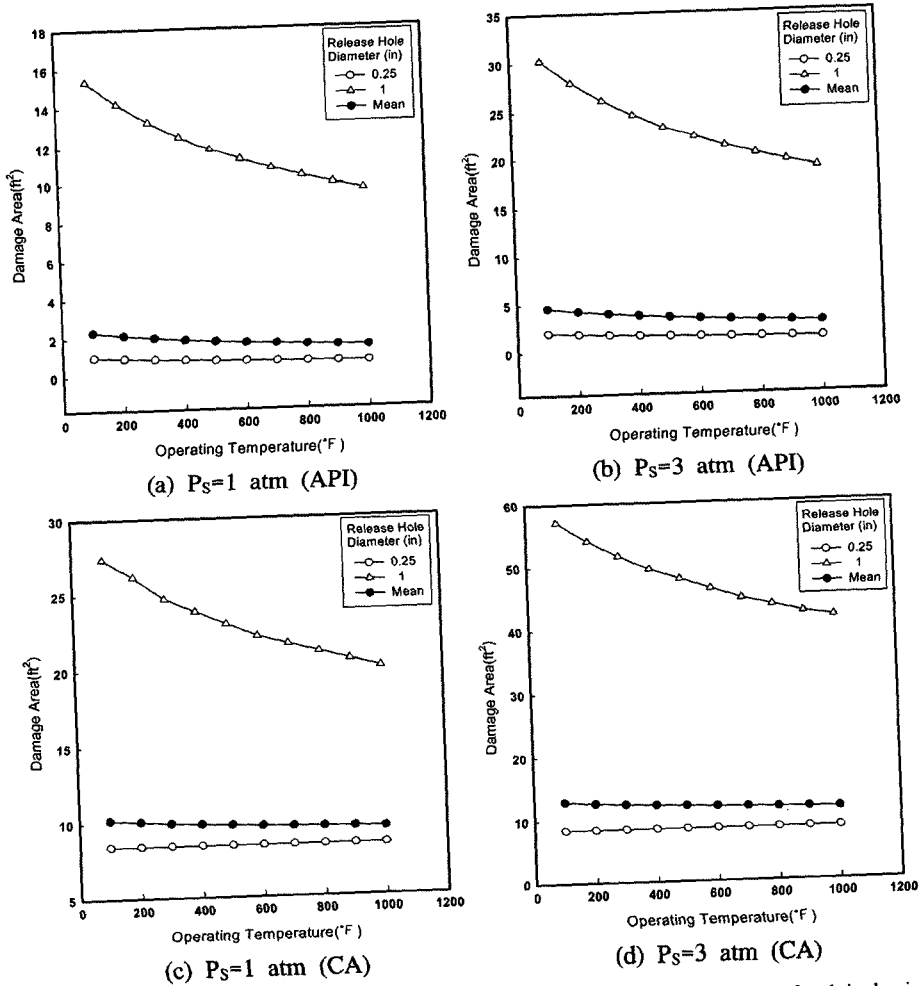 18
16
14
12
10
8
6
4
2
0
Damage Area(ft²)
0 200 400 600 800 1000 1200
Operating Temperature(°F )
Release Hole
Diameter (in)
0.25
1
Mean
(a) PS=1 atm (API)
35
30
25
20
15
10
5
0
Damage Area(ft²)
0 200 400 600 800 1000 1200
Operating Temperature(°F )
Release Hole
Diameter (in)
0.25
1
Mean
(b) PS=3 atm (API)
30
25
20
15
10
5
Damage Area(ft²)
0 200 400 600 800 1000 1200
Operating Temperature(°F )
Release Hole
Diameter (in)
0.25
1
Mean
(c) PS=1 atm (CA)
60
50
40
30
20
10
0
Damage Area(ft²)
0 200 400 600 800 1000 1200
Operating Temperature(°F )
Release Hole
Diameter (in)
0.25
1
Mean
(d) PS=3 atm (CA)